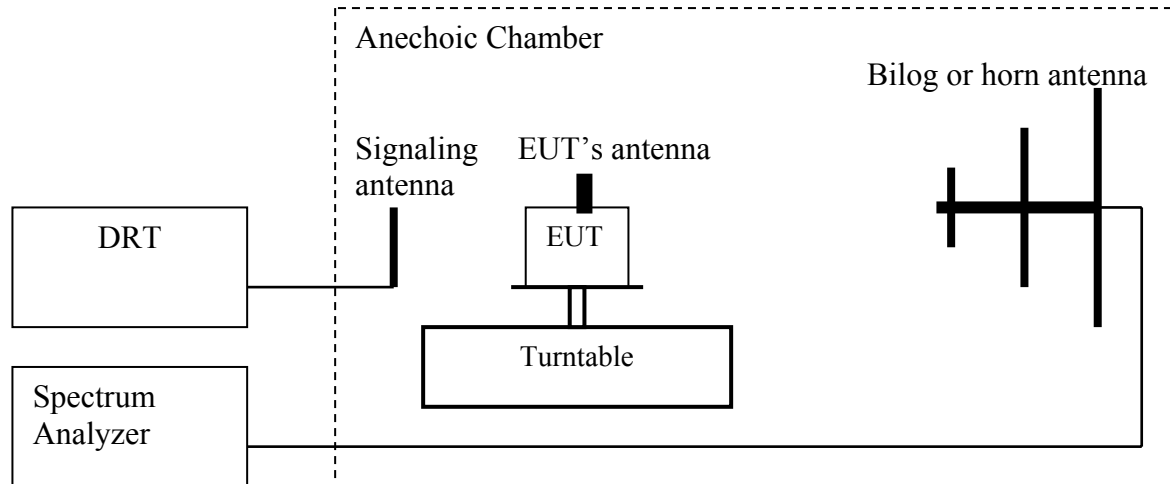 Anechoic Chamber
Bilog or horn antenna
Signaling
antenna
EUT’s antenna
DRT
EUT
Turntable
Spectrum
Analyzer